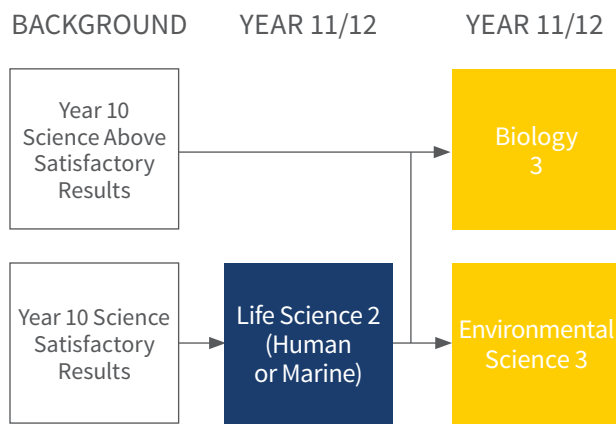 BACKGROUND
YEAR 11/12
YEAR 11/12
Year 10
Science Above
Satisfactory
Results
Biology
3
Year 10 Science
Satisfactory
Results
Life Science 2
(Human
or Marine)
Environmental
Science 3